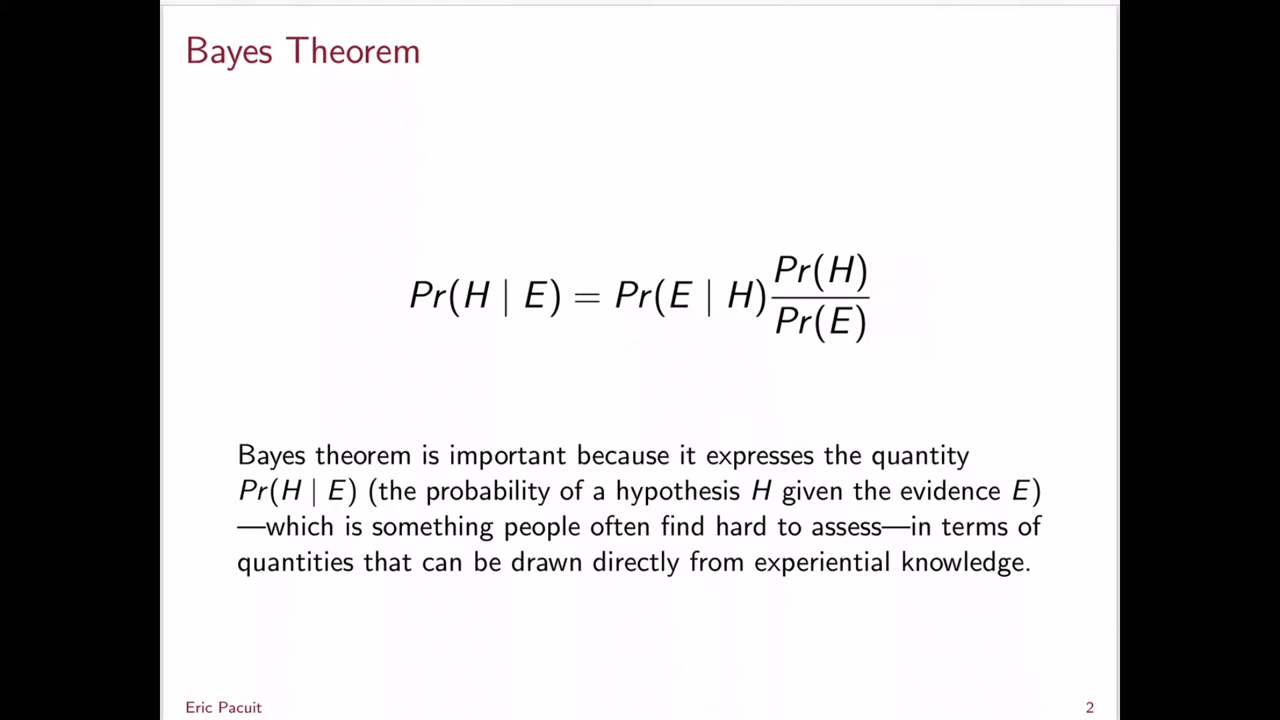 Bayes Theorem
Pr(H | E) = Pr(E | H) Pr(H) / Pr(E)
Bayes theorem is important because it expresses the quantity
Pr(H | E) (the probability of a hypothesis H given the evidence E)
—which is something people often find hard to assess—in terms of
quantities that can be drawn directly from experiential knowledge.
Eric Pacuit
2